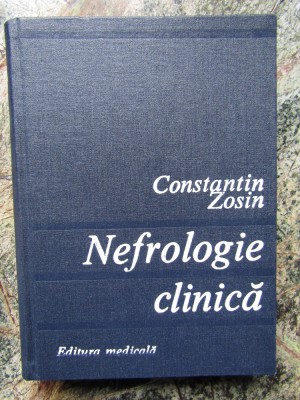 Constantin
Zosin
Nefrologie
clinică
Editura medicală